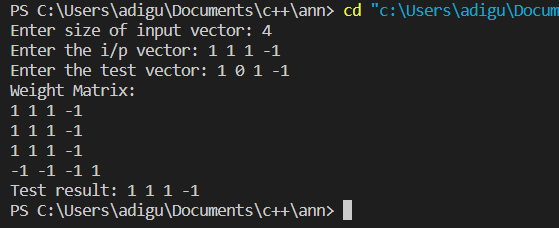 PS C:\Users\adigu\Documents\c++\ann> cd "c:\Users\adigu\Docum
Enter size of input vector: 4
Enter the i/p vector: 1 1 1 -1
Enter the test vector: 1 0 1 -1
Weight Matrix:
1 1 1 -1
1 1 1 -1
1 1 1 -1
-1 -1 -1 1
Test result: 1 1 1 -1
PS C:\Users\adigu\Documents\c++\ann>